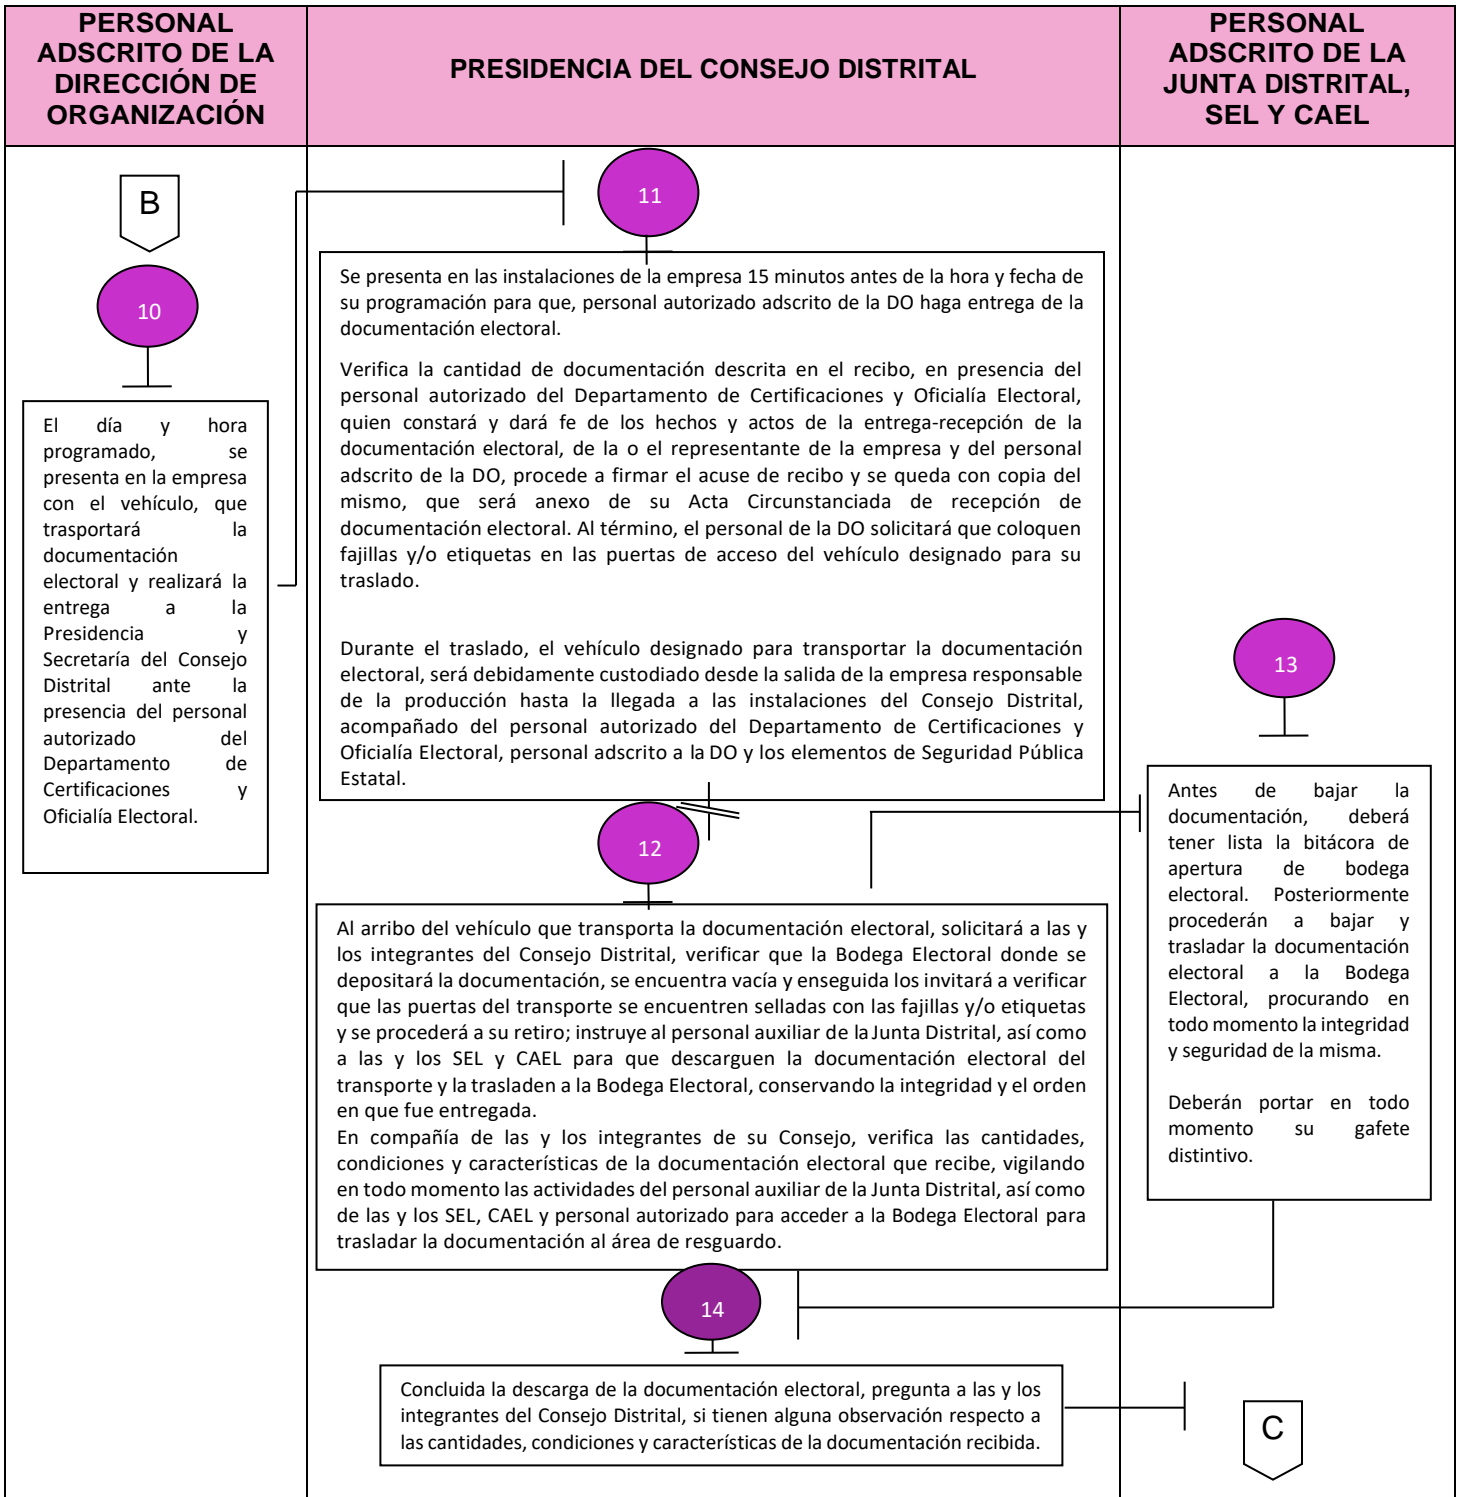 PERSONAL
ADSCRITO DE LA
DIRECCIÓN DE
ORGANIZACIÓN
PRESIDENCIA DEL CONSEJO DISTRITAL
PERSONAL
ADSCRITO DE LA
JUNTA DISTRITAL,
SEL Y CAEL
B
10
El día y hora
programado, se
presenta en la empresa
con el vehículo, que
trasportará la
documentación
electoral y realizará la
entrega a la
Presidencia y
Secretaría del Consejo
Distrital ante la
presencia del personal
autorizado del
Departamento de
Certificaciones y
Oficialía Electoral.
11
Se presenta en las instalaciones de la empresa 15 minutos antes de la hora y fecha de
su programación para que, personal autorizado adscrito de la DO haga entrega de la
documentación electoral.
Verifica la cantidad de documentación descrita en el recibo, en presencia del
personal autorizado del Departamento de Certificaciones y Oficialía Electoral,
quien constará y dará fe de los hechos y actos de la entrega-recepción de la
documentación electoral, de la o el representante de la empresa y del personal
adscrito de la DO, procede a firmar el acuse de recibo y se queda con copia del
mismo, que será anexo de su Acta Circunstanciada de recepción de
documentación electoral. Al término, el personal de la DO solicitará que coloquen
fajillas y/o etiquetas en las puertas de acceso del vehículo designado para su
traslado.
Durante el traslado, el vehículo designado para transportar la documentación
electoral, será debidamente custodiado desde la salida de la empresa responsable
de la producción hasta la llegada a las instalaciones del Consejo Distrital,
acompañado del personal autorizado del Departamento de Certificaciones y
Oficialía Electoral, personal adscrito a la DO y los elementos de Seguridad Pública
Estatal.
12
Al arribo del vehículo que transporta la documentación electoral, solicitará a las y
los integrantes del Consejo Distrital, verificar que la Bodega Electoral donde se
depositará la documentación, se encuentra vacía y enseguida los invitará a verificar
que las puertas del transporte se encuentren selladas con las fajillas y/o etiquetas
y se procederá a su retiro; instruye al personal auxiliar de la Junta Distrital, así como
a las y los SEL y CAEL para que descarguen la documentación electoral del
transporte y la trasladen a la Bodega Electoral, conservando la integridad y el orden
en que fue entregada.
En compañía de las y los integrantes de su Consejo, verifica las cantidades,
condiciones y características de la documentación electoral que recibe, vigilando
en todo momento las actividades del personal auxiliar de la Junta Distrital, así como
de las y los SEL, CAEL y personal autorizado para acceder a la Bodega Electoral para
trasladar la documentación al área de resguardo.
13
Antes de bajar la
documentación, deberá
tener lista la bitácora de
apertura de bodega
electoral. Posteriormente
procederán a bajar y
trasladar la documentación
electoral a la Bodega
Electoral, procurando en
todo momento la integridad
y seguridad de la misma.
Deberán portar en todo
momento su gafete
distintivo.
14
Concluida la descarga de la documentación electoral, pregunta a las y los
integrantes del Consejo Distrital, si tienen alguna observación respecto a
las cantidades, condiciones y características de la documentación recibida.
C